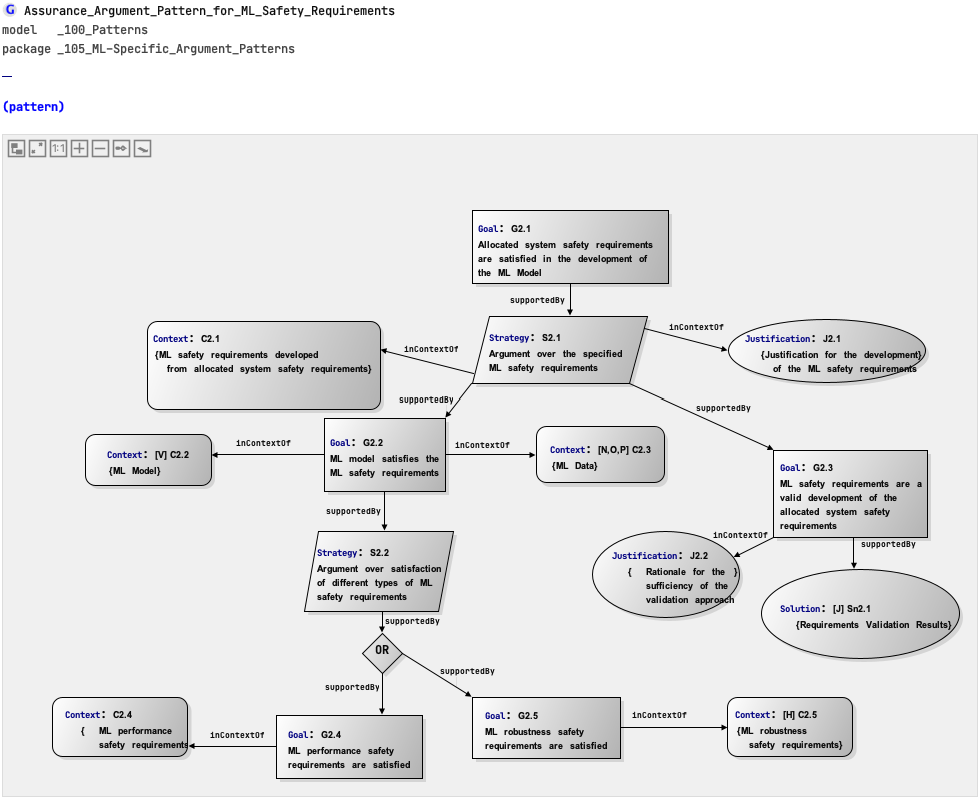 G Assurance_Argument_Pattern_for_ML_Safety_Requirements
model _100_Patterns
package _105_ML-Specific_Argument_Patterns
(pattern)
1:1
Goal: G2.1
Allocated system safety requirements
are satisfied in the development of
the ML Model
supportedBy
Strategy: S2.1
Argument over the specified
ML safety requirements
inContextOf
Context: C2.1
{ML safety requirements developed
from allocated system safety requirements}
inContextOf
Justification: J2.1
{Justification for the development}
of the ML safety requirements
supportedBy
supportedBy
Goal: G2.2
ML model satisfies the
ML safety requirements
inContextOf
Context: [V] C2.2
{ML Model}
inContextOf
Context: [N,O,P] C2.3
{ML Data}
Goal: G2.3
ML safety requirements are a
valid development of the
allocated system safety
requirements
supportedBy
Strategy: S2.2
Argument over satisfaction
of different types of ML
safety requirements
inContextOf
Justification: J2.2
{ Rationale for the }
sufficiency of the
validation approach
supportedBy
Solution: [J] Sn2.1
{Requirements Validation Results}
supportedBy
OR
supportedBy
supportedBy
Context: C2.4
{ ML performance
safety requirements
inContextOf
Goal: G2.4
ML performance safety
requirements are satisfied
Goal: G2.5
ML robustness safety
requirements are satisfied
inContextOf
Context: [H] C2.5
{ML robustness
safety requirements}